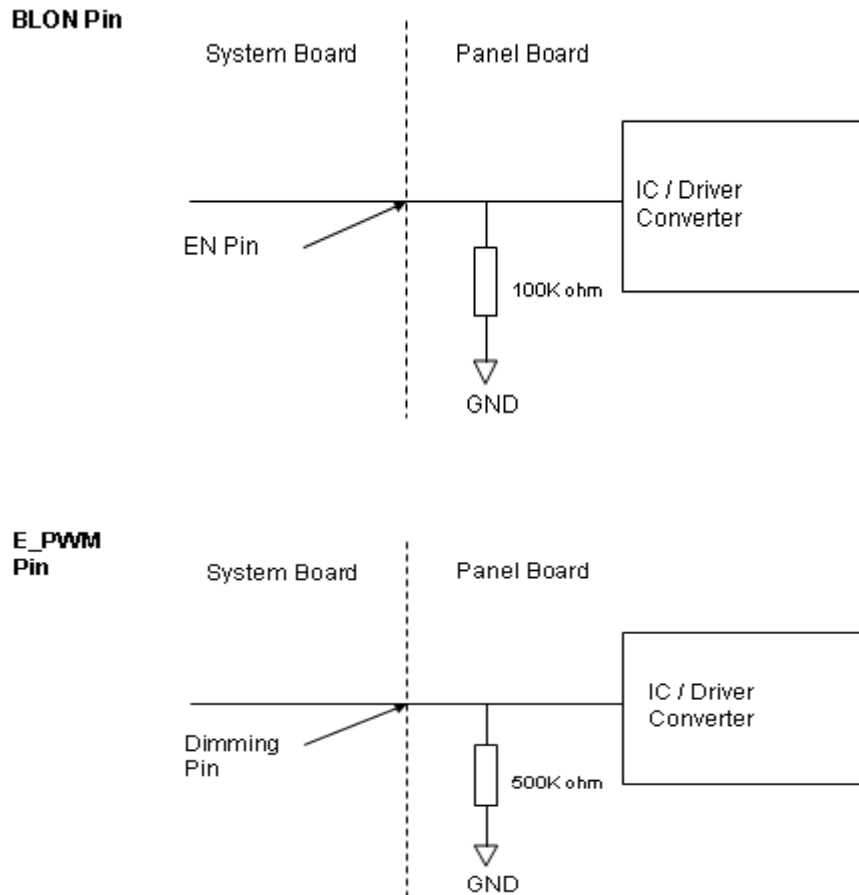 BLON Pin
System Board
Panel Board
IC / Driver
Converter
EN Pin
100K ohm
GND
E_PWM
Pin
System Board
Panel Board
IC / Driver
Converter
Dimming
Pin
500K ohm
GND